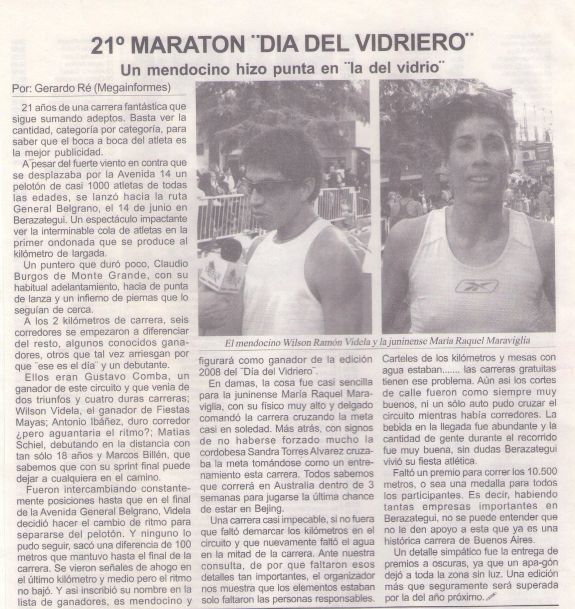 21º MARATON ¨DIA DEL VIDRIERO¨
Un mendocino hizo punta en ¨la del vidrio¨
Por: Gerardo Ré (Megainformes)
21 años de una carrera fantástica que
sigue sumando adeptos. Basta ver la
cantidad, categoría por categoría, para
saber que el boca a boca del atleta es
la mejor publicidad.
A pesar del fuerte viento en contra que
se desplazaba por la Avenida 14 un
pelotón de casi 1000 atletas de todas
las edades, se lanzó hacia la ruta
General Belgrano, el 14 de junio en
Berazategui. Un espectáculo impactante
ver la interminable cola de atletas en la
primer ondonada que se produce al
kilómetro de largada.
Un puntero que duró poco, Claudio
Burgos de Monte Grande, con su
habitual adelantamiento, hacia de punta
de lanza y un infierno de piernas que lo
seguían de cerca.
A los 2 kilómetros de carrera, seis
corredores se empezaron a diferenciar
del resto, algunos conocidos gana-
dores, otros que tal vez arriesgan por
que ¨ese es el día¨ y un debutante.
Ellos eran Gustavo Comba, un
ganador de este circuito y que venia de
dos triunfos y cuatro duras carreras;
Wilson Videla, el ganador de Fiestas
Mayas; Antonio Ibáñez, duro corredor
¿pero aguantaria el ritmo?; Matias
Schiel, debutando en la distancia con
tan sólo 18 años y Marcos Billén, que
sabemos que con su sprint final puede
dejar a cualquiera en el camino.
Fueron intercambiando constante-
mente posiciones hasta que en el final
de la Avenida General Belgrano, Videla
decidió hacer el cambio de ritmo para
separarse del pelotón. Y ninguno lo
pudo seguir, sacó una diferencia de 100
metros que mantuvo hasta el final de la
carrera. Se vieron señales de ahogo en
el último kilómetro y medio pero el ritmo
no bajó. Y asi inscribió su nombre en la
lista de ganadores, es mendocino y
El mendocino Wilson Ramón Videla y la juninense María Raquel Maraviglia
figurará como ganador de la edición
2008 del ¨Día del Vidriero¨.
En damas, la cosa fue casi sencilla
para la juninense María Raquel Mara-
viglia, con su físico muy alto y delgado
comandó la carrera cruzando la meta
casi en soledad. Más atrás, con signos
de no haberse forzado mucho la
cordobesa Sandra Torres Alvarez cruza-
ba la meta tomándose como un entre-
namiento esta carrera. Todos sabemos
que correrá en Australia dentro de 3
semanas para jugarse la última chance
de estar en Bejing.
Una carrera casi impecable, si no fuera
que faltó demarcar los kilómetros en el
circuito y que nuevamente faltó el agua
en la mitad de la carrera. Ante nuestra
consulta, de por que faltaron esos
detalles tan importantes, el organizador
nos muestra que los elementos estaban
solo faltaron las personas responsables.
Carteles de los kilómetros y mesas con
agua estaban....... las carreras gratuitas
tienen ese problema. Aún asi los cortes
de calle fueron como siempre muy
buenos, ni un sólo auto pudo cruzar el
circuito mientras había corredores. La
bebida en la llegada fue abundante y la
cantidad de gente durante el recorrido
fue muy buena, sin dudas Berazategui
vivió su fiesta atlética.
Faltó un premio para correr los 10.500
metros, o sea una medalla para todos
los participantes. Es decir, habiendo
tantas empresas importantes en
Berazategui, no se puede entender que
no le den apoyo a esta que ya es una
histórica carrera de Buenos Aires.
Un detalle simpático fue la entrega de
premios a oscuras, ya que un apa-gón
dejó a toda la zona sin luz. Una edición
más que seguramente será superada
por la del año próximo.
Reebok